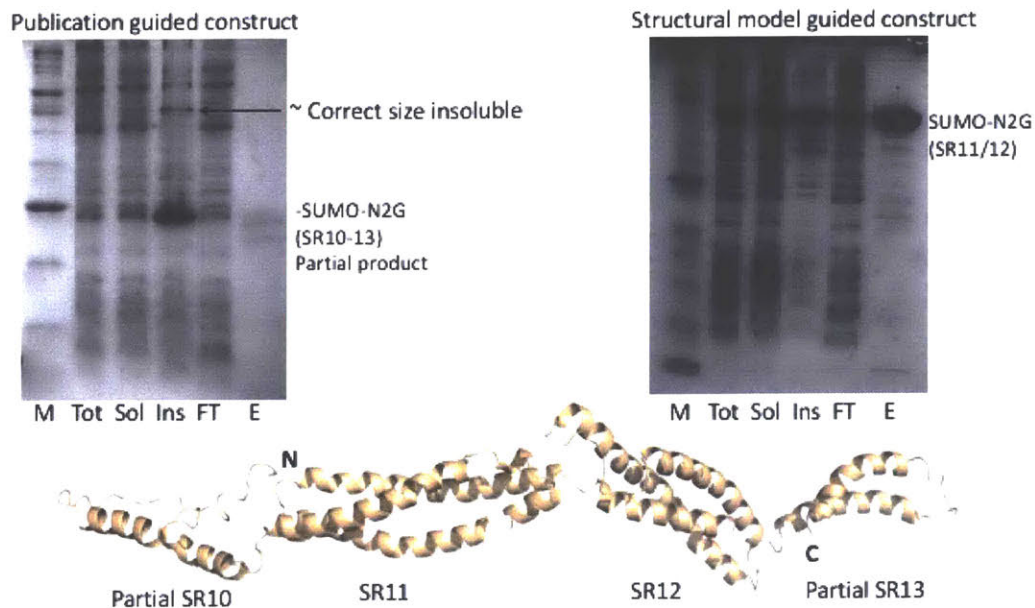 Publication guided construct
~ Correct size insoluble
-SUMO-N2G
(SR10-13)
Partial product
M Tot Sol Ins FT E
Structural model guided construct
SUMO-N2G
(SR11/12)
M Tot Sol Ins FT E
N
C
Partial SR10
SR11
SR12
Partial SR13